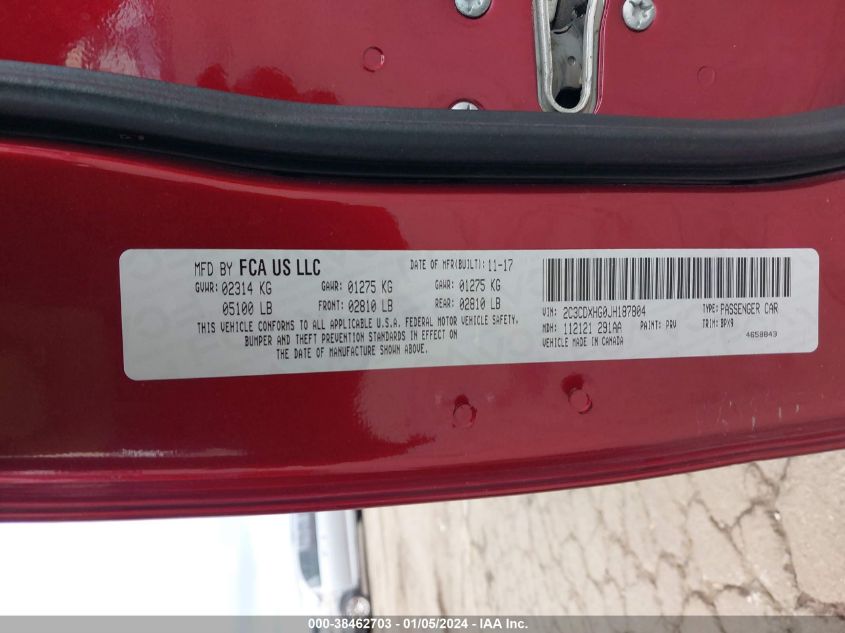 MFD BY FCA US LLC DATE OF MFR(BUILT): 11-17
GVWR: 02314 KG GAWR: 01275 KG GAWR: 01275 KG
05100 LB FRONT: 02810 LB REAR: 02810 LB
THIS VEHICLE CONFORMS TO ALL APPLICABLE U.S.A. FEDERAL MOTOR VEHICLE SAFETY,
BUMPER AND THEFT PREVENTION STANDARDS IN EFFECT ON
THE DATE OF MANUFACTURE SHOWN ABOVE.
VIN: 2C3CDXHG0JH187904 TYPE: PASSENGER CAR
MDH: 112121 291AA PAINT: PRV TRIM: BPX9
VEHICLE MADE IN CANADA 4658843
000-38462703 - 01/05/2024 - IAA Inc.